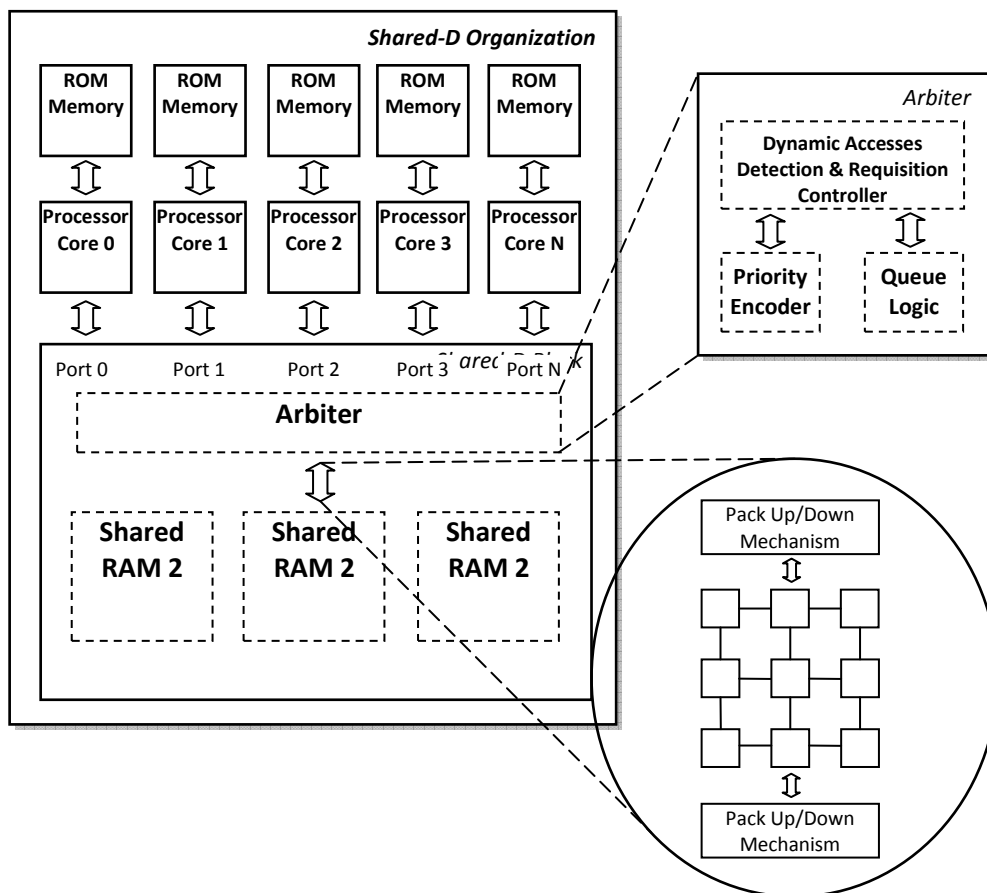 Shared-D Organization
ROM
Memory
ROM
Memory
ROM
Memory
ROM
Memory
ROM
Memory
Processor
Core 0
Processor
Core 1
Processor
Core 2
Processor
Core 3
Processor
Core N
Port 0
Port 1
Port 2
Port 3
Port N
Arbiter
Shared
RAM 2
Shared
RAM 2
Shared
RAM 2
Arbiter
Dynamic Accesses
Detection & Requisition
Controller
Priority
Encoder
Queue
Logic
Pack Up/Down
Mechanism
Pack Up/Down
Mechanism